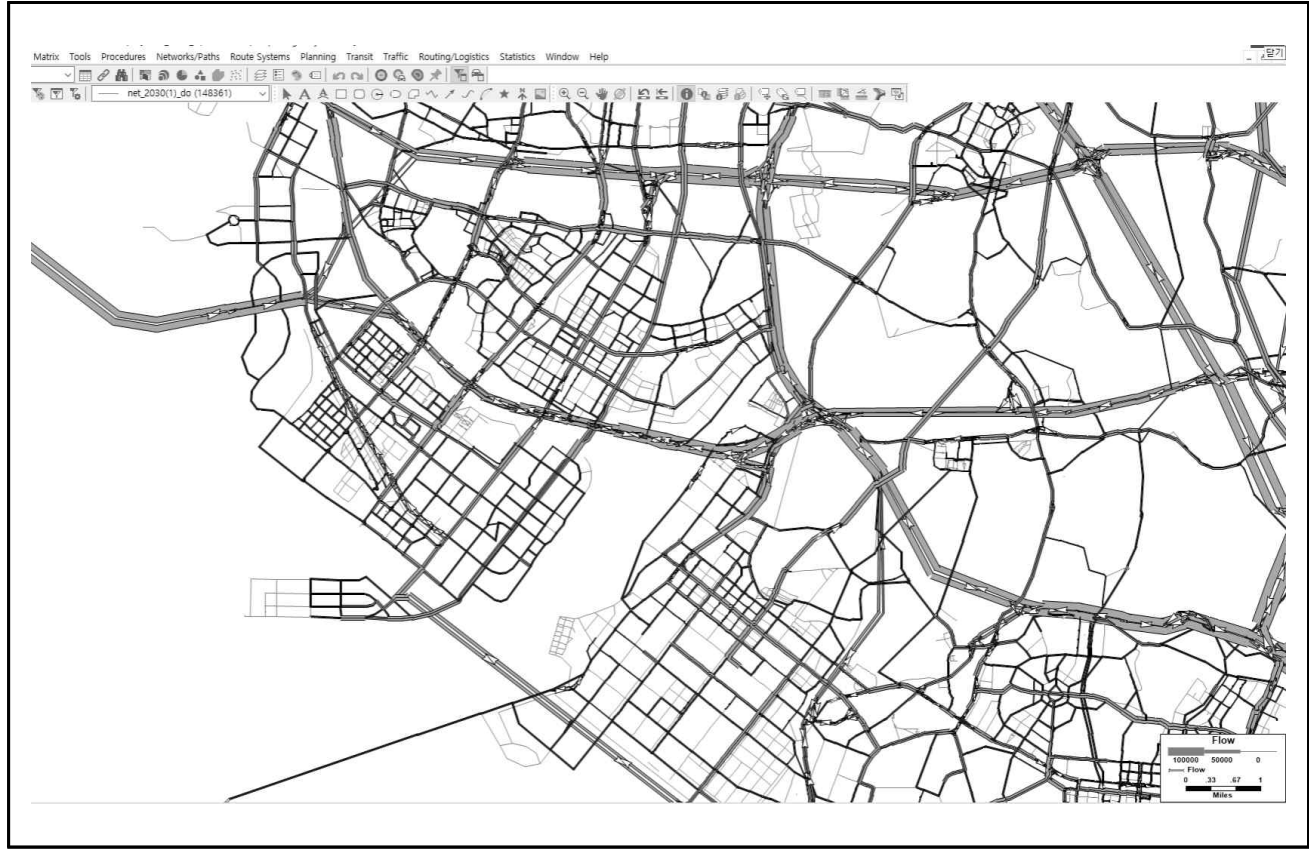 Matrix Tools Procedures Networks/Paths Route Systems Planning Transit Traffic Routing/Logistics Statistics Window Help
닫기
net_2030(1)_do (148361)
Flow
100000 50000 0
Flow
0 .33 .67 1
Miles